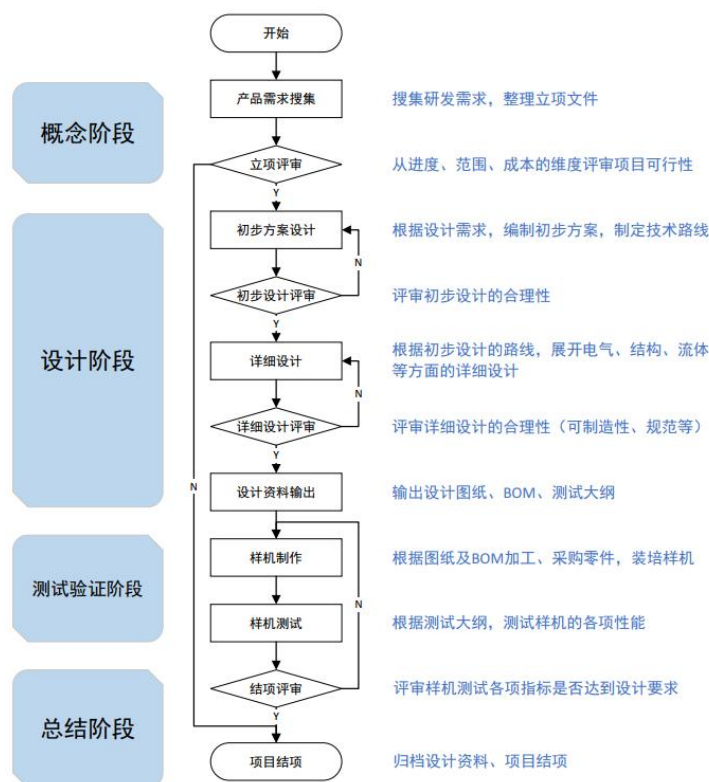 开始
概念阶段
产品需求搜集
搜集研发需求，整理立项文件
立项评审
从进度、范围、成本的维度评审项目可行性
Y
设计阶段
初步方案设计
根据设计需求，编制初步方案，制定技术路线
N
初步设计评审
评审初步设计的合理性
Y
详细设计
根据初步设计的路线，展开电气、结构、流体
等方面的详细设计
N
详细设计评审
评审详细设计的合理性（可制造性、规范等）
Y
N
设计资料输出
输出设计图纸、BOM、测试大纲
测试验证阶段
样机制作
根据图纸及BOM加工、采购零件，装培样机
N
样机测试
根据测试大纲，测试样机的各项性能
总结阶段
结项评审
评审样机测试各项指标是否达到设计要求
Y
项目结项
归档设计资料、项目结项